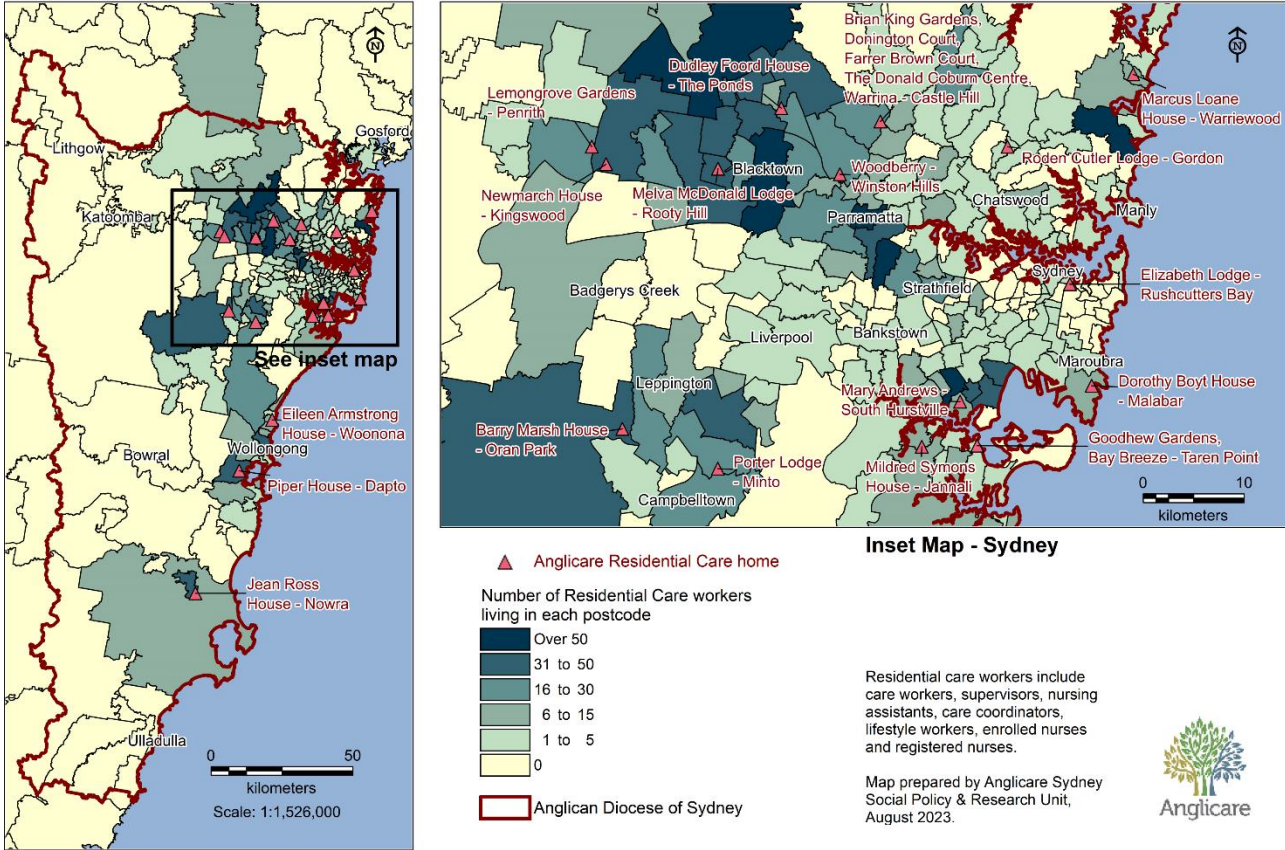 N
Gosford
Lithgow
Katoomba
See inset map
Eileen Armstrong
House - Woonona
Wollongong
Bowral
Piper House - Dapto
Jean Ross
House - Nowra
Ulladulla
0 50
kilometers
Scale: 1:1,526,000
Brian King Gardens,
Donington Court,
Farrer Brown Court,
The Donald Coburn Centre,
Warrina - Castle Hill
N
Dudley Foord House
- The Ponds
Lemongrove Gardens
- Penrith
Marcus Loane
House - Warriewood
Roden Cutler Lodge - Gordon
Blacktown
Woodberry -
Winston Hills
Newmarch House
- Kingswood
Melva McDonald Lodge
- Rooty Hill
Chatswood
Manly
Parramatta
Sydney
Elizabeth Lodge -
Rushcutters Bay
Badgerys Creek
Strathfield
Liverpool
Bankstown
Maroubra
Leppington
Mary Andrews -
South Hurstville
Dorothy Boyt House
- Malabar
Barry Marsh House
- Oran Park
Goodhew Gardens,
Bay Breeze - Taren Point
Porter Lodge
- Minto
Mildred Symons
House - Jannali
Campbelltown
0 10
kilometers
Inset Map - Sydney
Anglicare Residential Care home
Number of Residential Care workers
living in each postcode
Over 50
31 to 50
16 to 30
6 to 15
1 to 5
0
Anglican Diocese of Sydney
Residential care workers include
care workers, supervisors, nursing
assistants, care coordinators,
lifestyle workers, enrolled nurses
and registered nurses.
Map prepared by Anglicare Sydney
Social Policy & Research Unit,
August 2023.
Anglicare